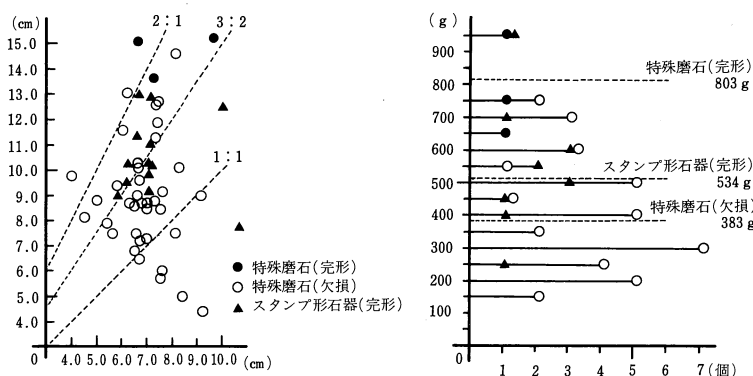 (cm)
15.0
14.0
13.0
12.0
11.0
10.0
9.0
8.0
7.0
6.0
5.0
4.0
0
4.0 5.0 6.0 7.0 8.0 9.0 10.0
(cm)
2：1
3：2
1：1
● 特殊磨石(完形)
○ 特殊磨石(欠損)
▲ スタンプ形石器(完形)
(g)
900
800
700
600
500
400
300
200
100
0
1 2 3 4 5 6 7(個)
特殊磨石(完形)
803 g
スタンプ形石器(完形)
534 g
特殊磨石(欠損)
383 g